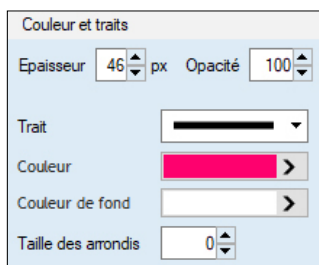 Couleur et traits
Epaisseur 46 px Opacité 100
Trait
Couleur
Couleur de fond
Taille des arrondis 0